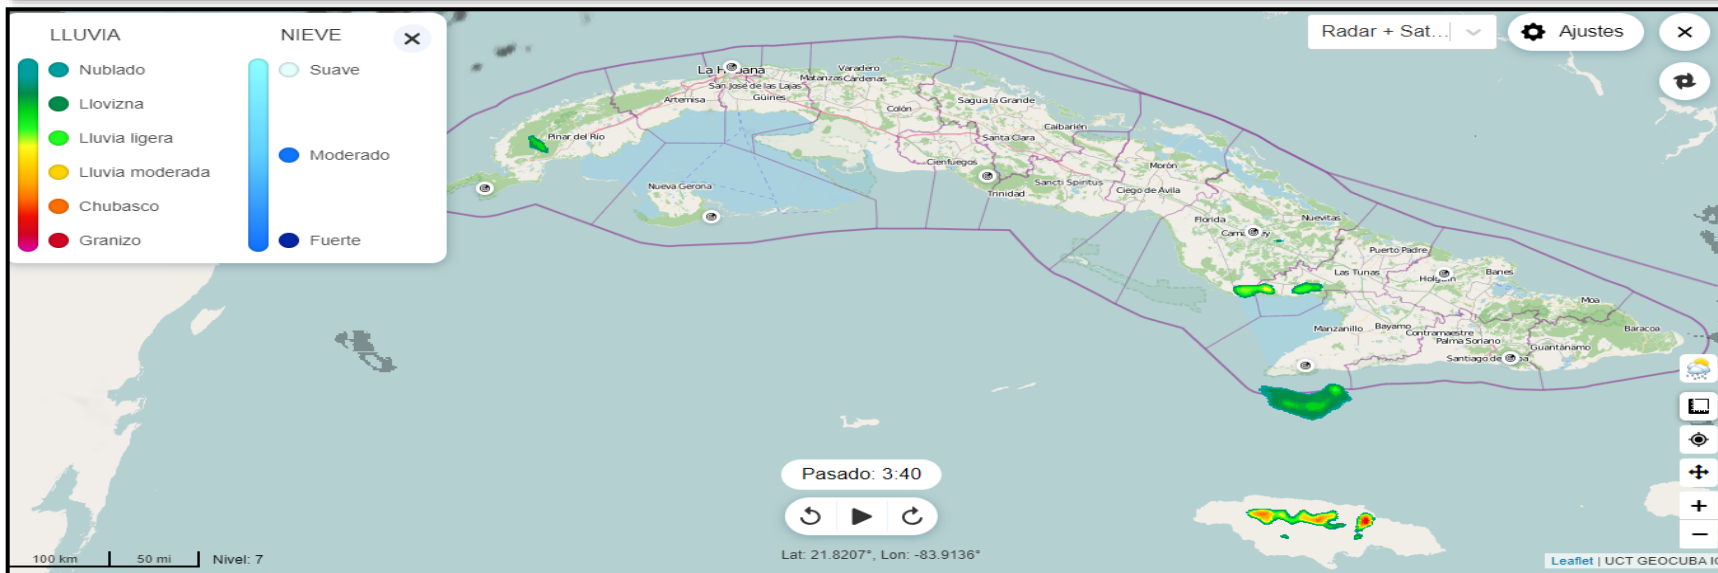 LLUVIA
NIEVE
Nublado
Llovizna
Lluvia ligera
Lluvia moderada
Chubasco
Granizo
Suave
Moderado
Fuerte
Radar + Sat...
Ajustes
Varadero
Matanzas
Cárdenas
San José de las Lajas
Artemisa
Güines
Colón
Sagua la Grande
Pinar del Río
Santa Clara
Caibarién
Cienfuegos
Morón
Nueva Gerona
Trinidad
Sancti Spíritus
Ciego de Ávila
Florida
Nuevitas
Puerto Padre
Las Tunas
Banes
Moa
Manzanillo
Bayamo
Contramaestre
Palma Soriano
Baracoa
Guantánamo
Santiago de
Pasado: 3:40
Lat: 21.8207°, Lon: -83.9136°
100 km
50 mi
Nivel: 7
Leaflet | UCT GEOCUBA